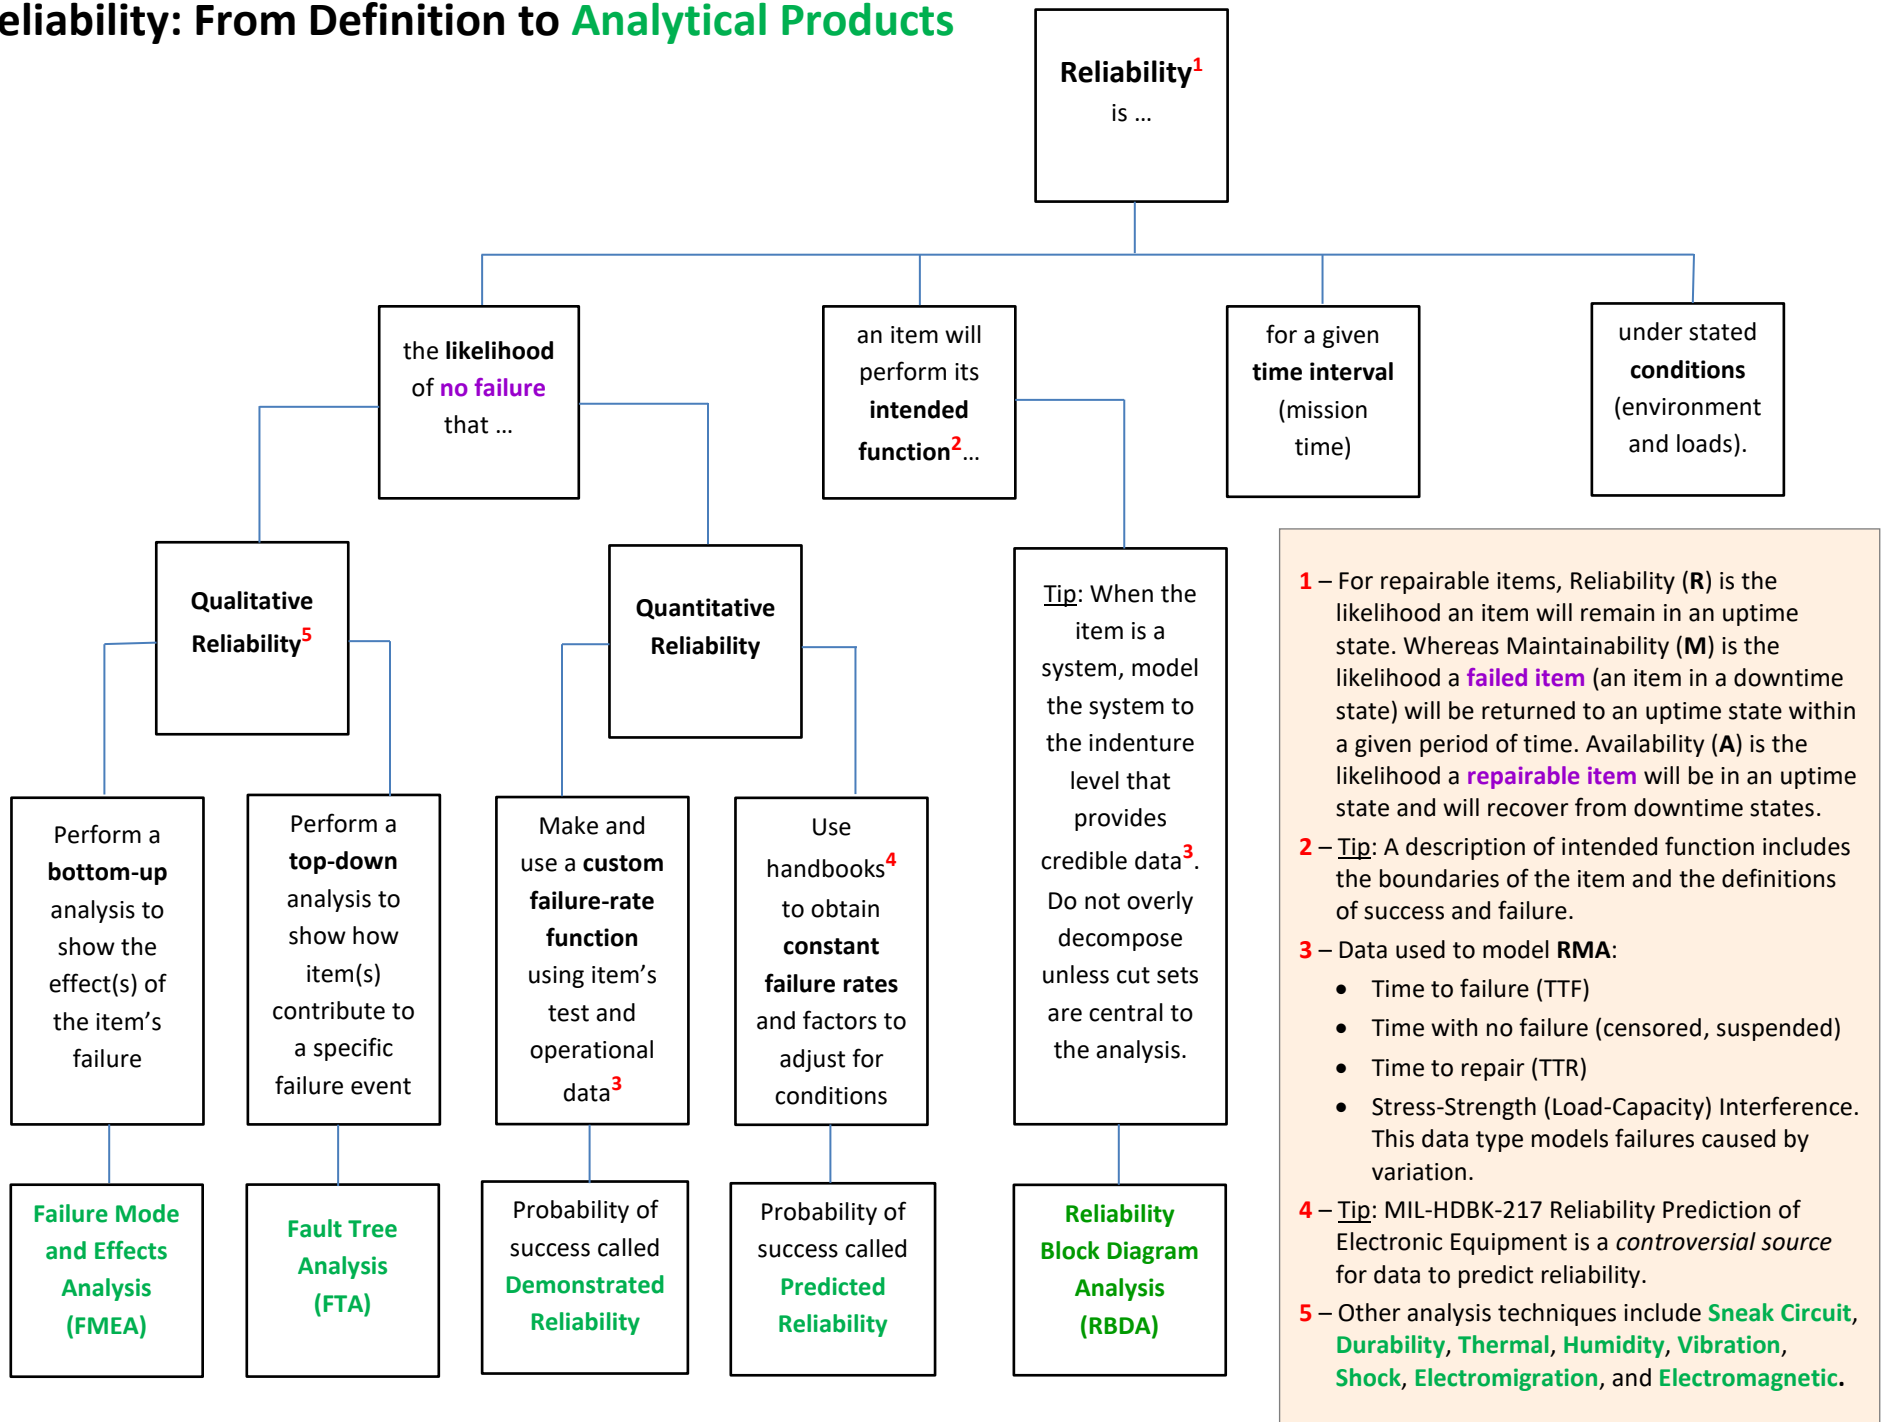 eliability: From Definition to Analytical Products
Reliability1
is ...
the likelihood
of no failure
that ...
an item will
perform its
intended
function2...
for a given
time interval
(mission
time)
under stated
conditions
(environment
and loads).
Qualitative
Reliability5
Quantitative
Reliability
Tip: When the
item is a
system, model
the system to
the indenture
level that
provides
credible data3.
Do not overly
decompose
unless cut sets
are central to
the analysis.
Perform a
bottom-up
analysis to
show the
effect(s) of
the item’s
failure
Perform a
top-down
analysis to
show how
item(s)
contribute to
a specific
failure event
Make and
use a custom
failure-rate
function
using item’s
test and
operational
data3
Use
handbooks4
to obtain
constant
failure rates
and factors to
adjust for
conditions
Failure Mode
and Effects
Analysis
(FMEA)
Fault Tree
Analysis
(FTA)
Probability of
success called
Demonstrated
Reliability
Probability of
success called
Predicted
Reliability
Reliability
Block Diagram
Analysis
(RBDA)
1 – For repairable items, Reliability (R) is the
likelihood an item will remain in an uptime
state. Whereas Maintainability (M) is the
likelihood a failed item (an item in a downtime
state) will be returned to an uptime state within
a given period of time. Availability (A) is the
likelihood a repairable item will be in an uptime
state and will recover from downtime states.
2 – Tip: A description of intended function includes
the boundaries of the item and the definitions
of success and failure.
3 – Data used to model RMA:
• Time to failure (TTF)
• Time with no failure (censored, suspended)
• Time to repair (TTR)
• Stress-Strength (Load-Capacity) Interference.
This data type models failures caused by
variation.
4 – Tip: MIL-HDBK-217 Reliability Prediction of
Electronic Equipment is a controversial source
for data to predict reliability.
5 – Other analysis techniques include Sneak Circuit,
Durability, Thermal, Humidity, Vibration,
Shock, Electromigration, and Electromagnetic.